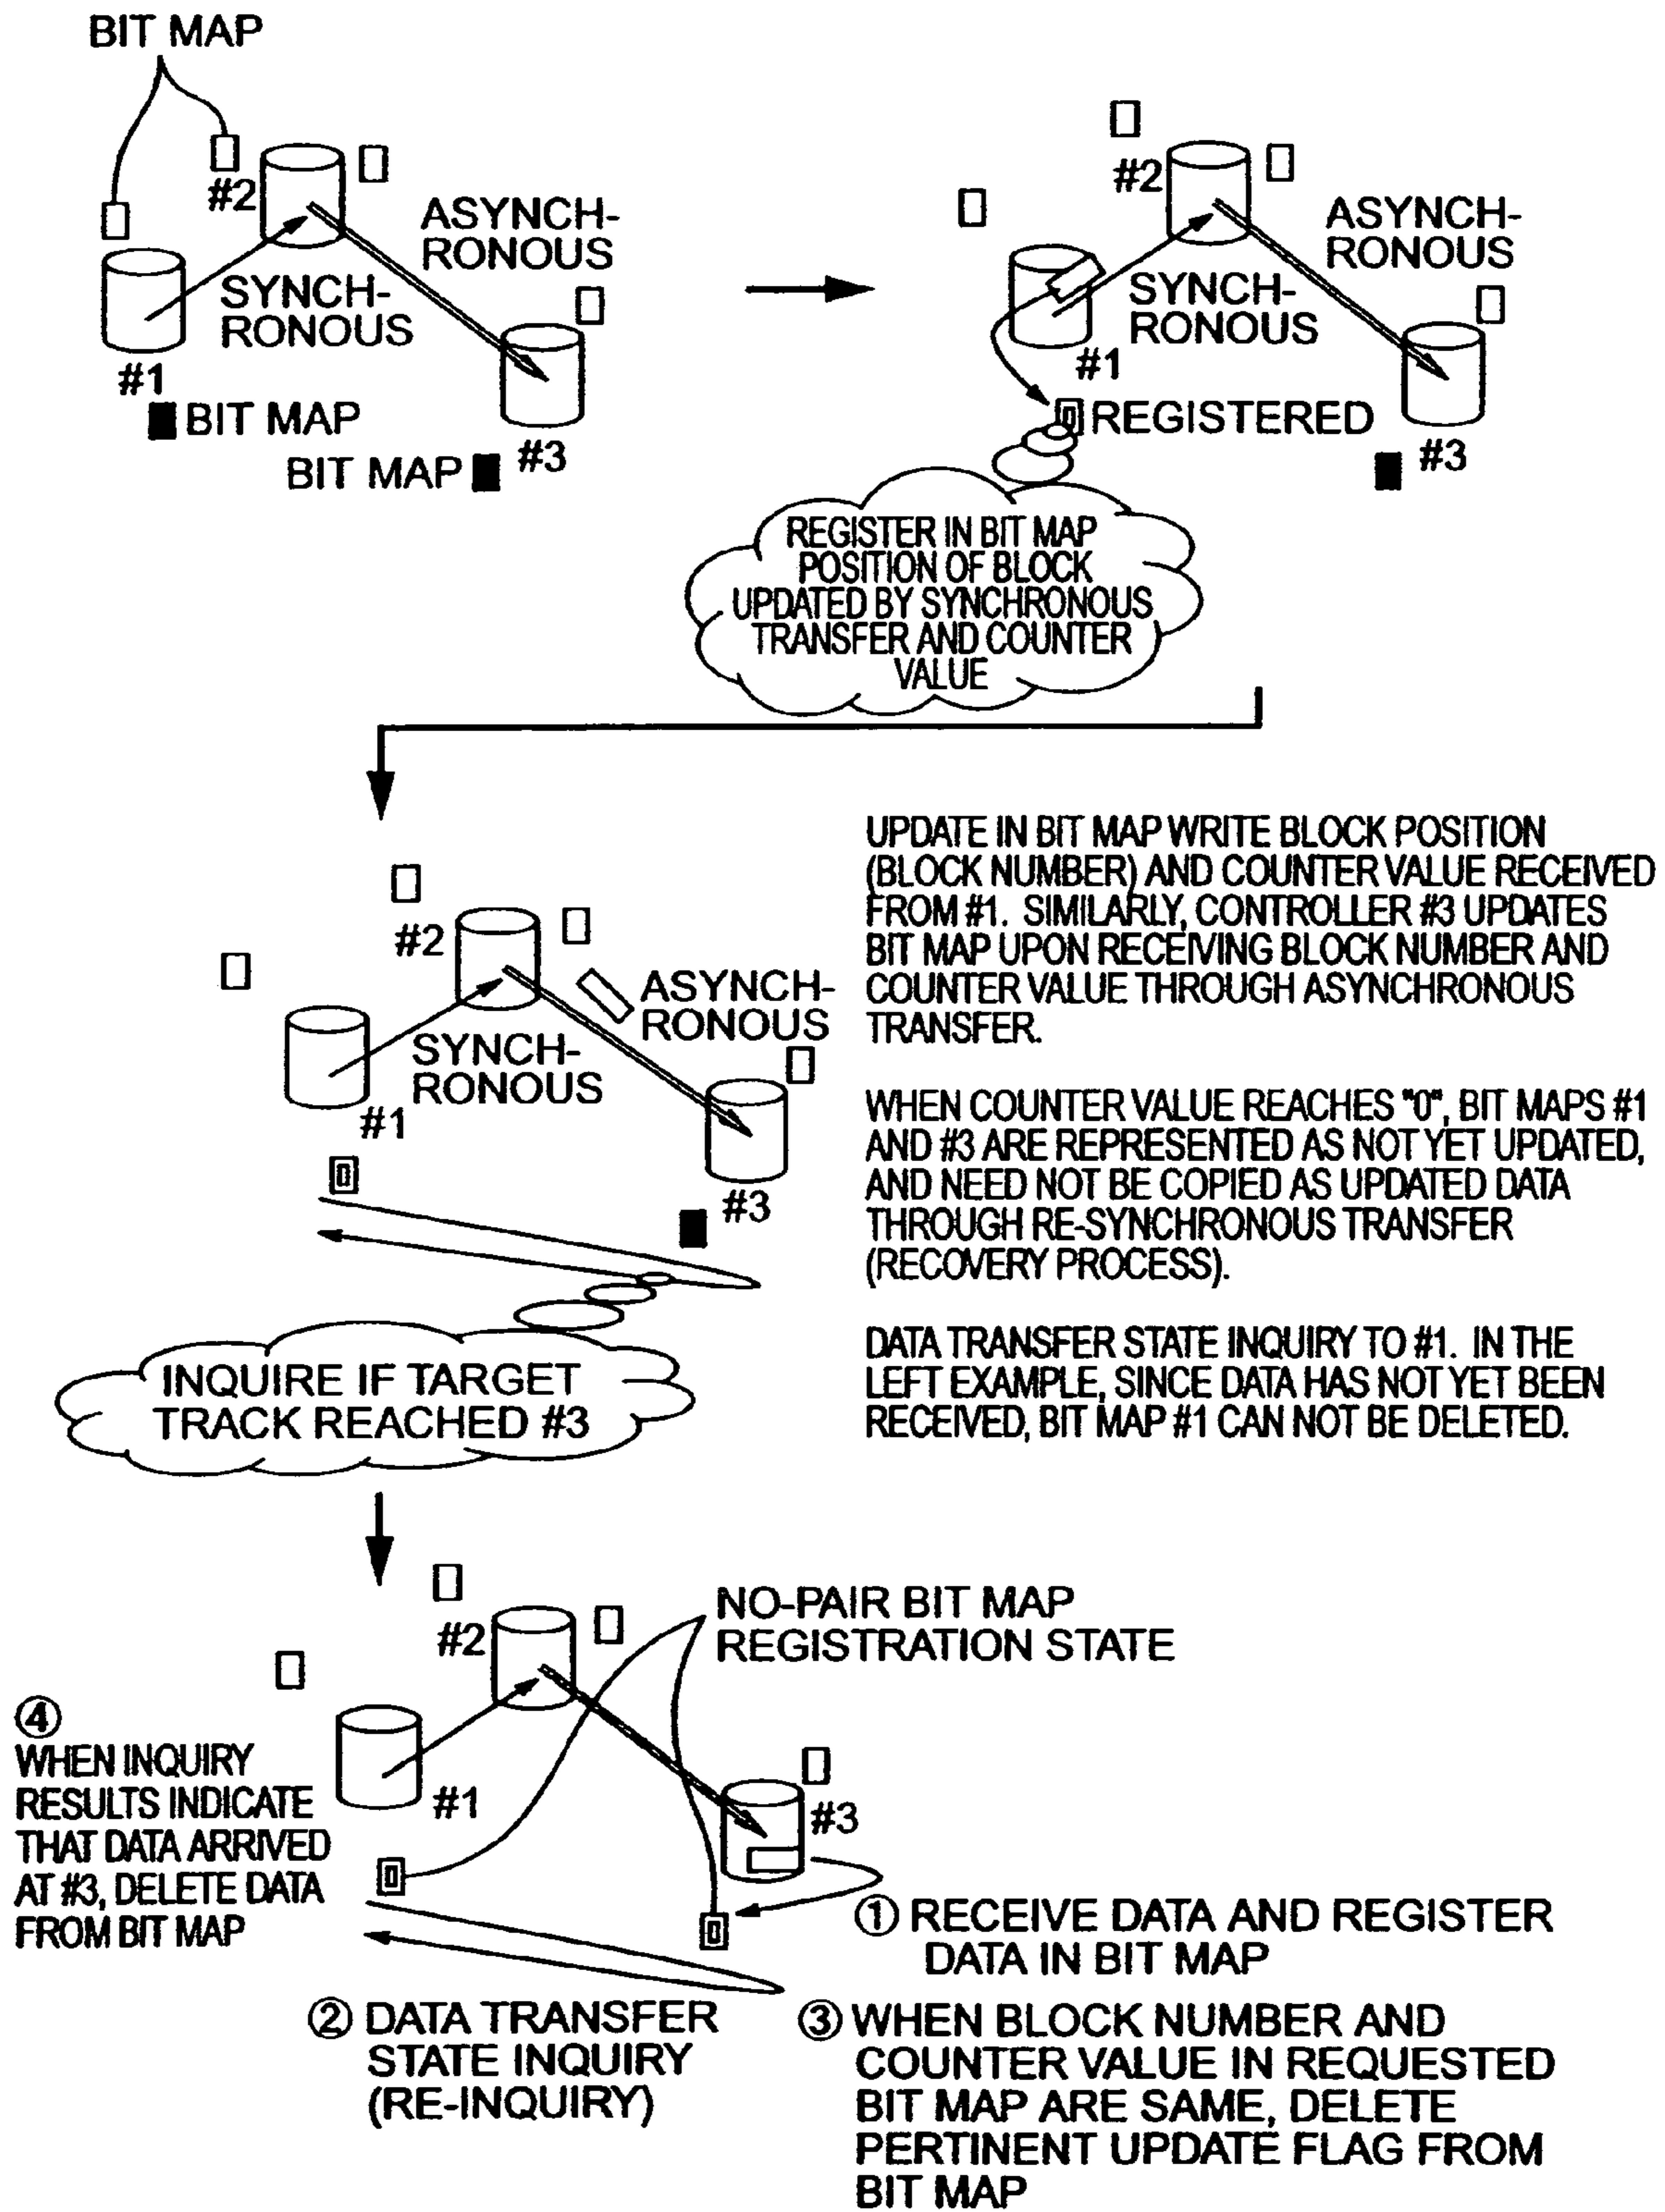 BIT MAP
#2
ASYNCH-
RONOUS
SYNCH-
RONOUS
#1
BIT MAP
BIT MAP
#3
#2
ASYNCH-
RONOUS
SYNCH-
RONOUS
#1
REGISTERED
#3
REGISTER IN BIT MAP
POSITION OF BLOCK
UPDATED BY SYNCHRONOUS
TRANSFER AND COUNTER
VALUE
#2
ASYNCH-
RONOUS
SYNCH-
RONOUS
#1
#3
INQUIRE IF TARGET
TRACK REACHED #3
UPDATE IN BIT MAP WRITE BLOCK POSITION
(BLOCK NUMBER) AND COUNTER VALUE RECEIVED
FROM #1. SIMILARLY, CONTROLLER #3 UPDATES
BIT MAP UPON RECEIVING BLOCK NUMBER AND
COUNTER VALUE THROUGH ASYNCHRONOUS
TRANSFER.
WHEN COUNTER VALUE REACHES "0", BIT MAPS #1
AND #3 ARE REPRESENTED AS NOT YET UPDATED,
AND NEED NOT BE COPIED AS UPDATED DATA
THROUGH RE-SYNCHRONOUS TRANSFER
(RECOVERY PROCESS).
DATA TRANSFER STATE INQUIRY TO #1. IN THE
LEFT EXAMPLE, SINCE DATA HAS NOT YET BEEN
RECEIVED, BIT MAP #1 CAN NOT BE DELETED.
#2
NO-PAIR BIT MAP
REGISTRATION STATE
#1
#3
④
WHEN INQUIRY
RESULTS INDICATE
THAT DATA ARRIVED
AT #3, DELETE DATA
FROM BIT MAP
① RECEIVE DATA AND REGISTER
DATA IN BIT MAP
② DATA TRANSFER
STATE INQUIRY
(RE-INQUIRY)
③ WHEN BLOCK NUMBER AND
COUNTER VALUE IN REQUESTED
BIT MAP ARE SAME, DELETE
PERTINENT UPDATE FLAG FROM
BIT MAP